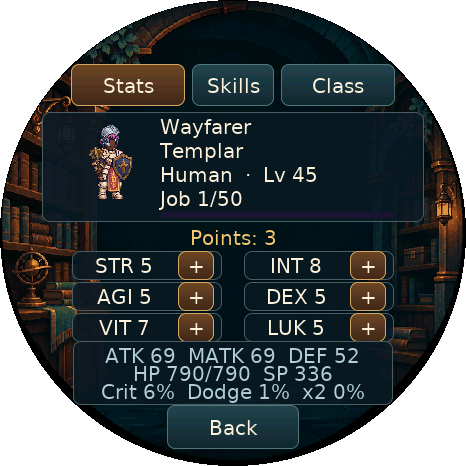 Stats Skills Class
Wayfarer
Templar
Human · Lv 45
Job 1/50
Points: 3
STR 5 + INT 8 +
AGI 5 + DEX 5 +
VIT 7 + LUK 5 +
ATK 69 MATK 69 DEF 52
HP 790/790 SP 336
Crit 6% Dodge 1% x2 0%
Back